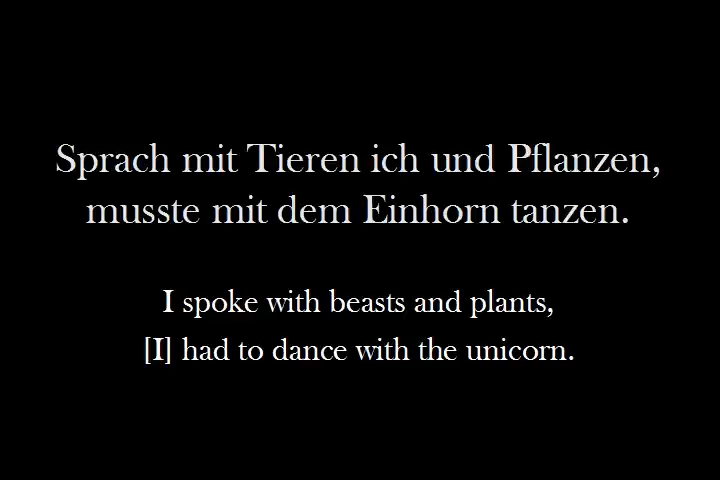 Sprach mit Tieren ich und Pflanzen,
musste mit dem Einhorn tanzen.
I spoke with beasts and plants,
[I] had to dance with the unicorn.